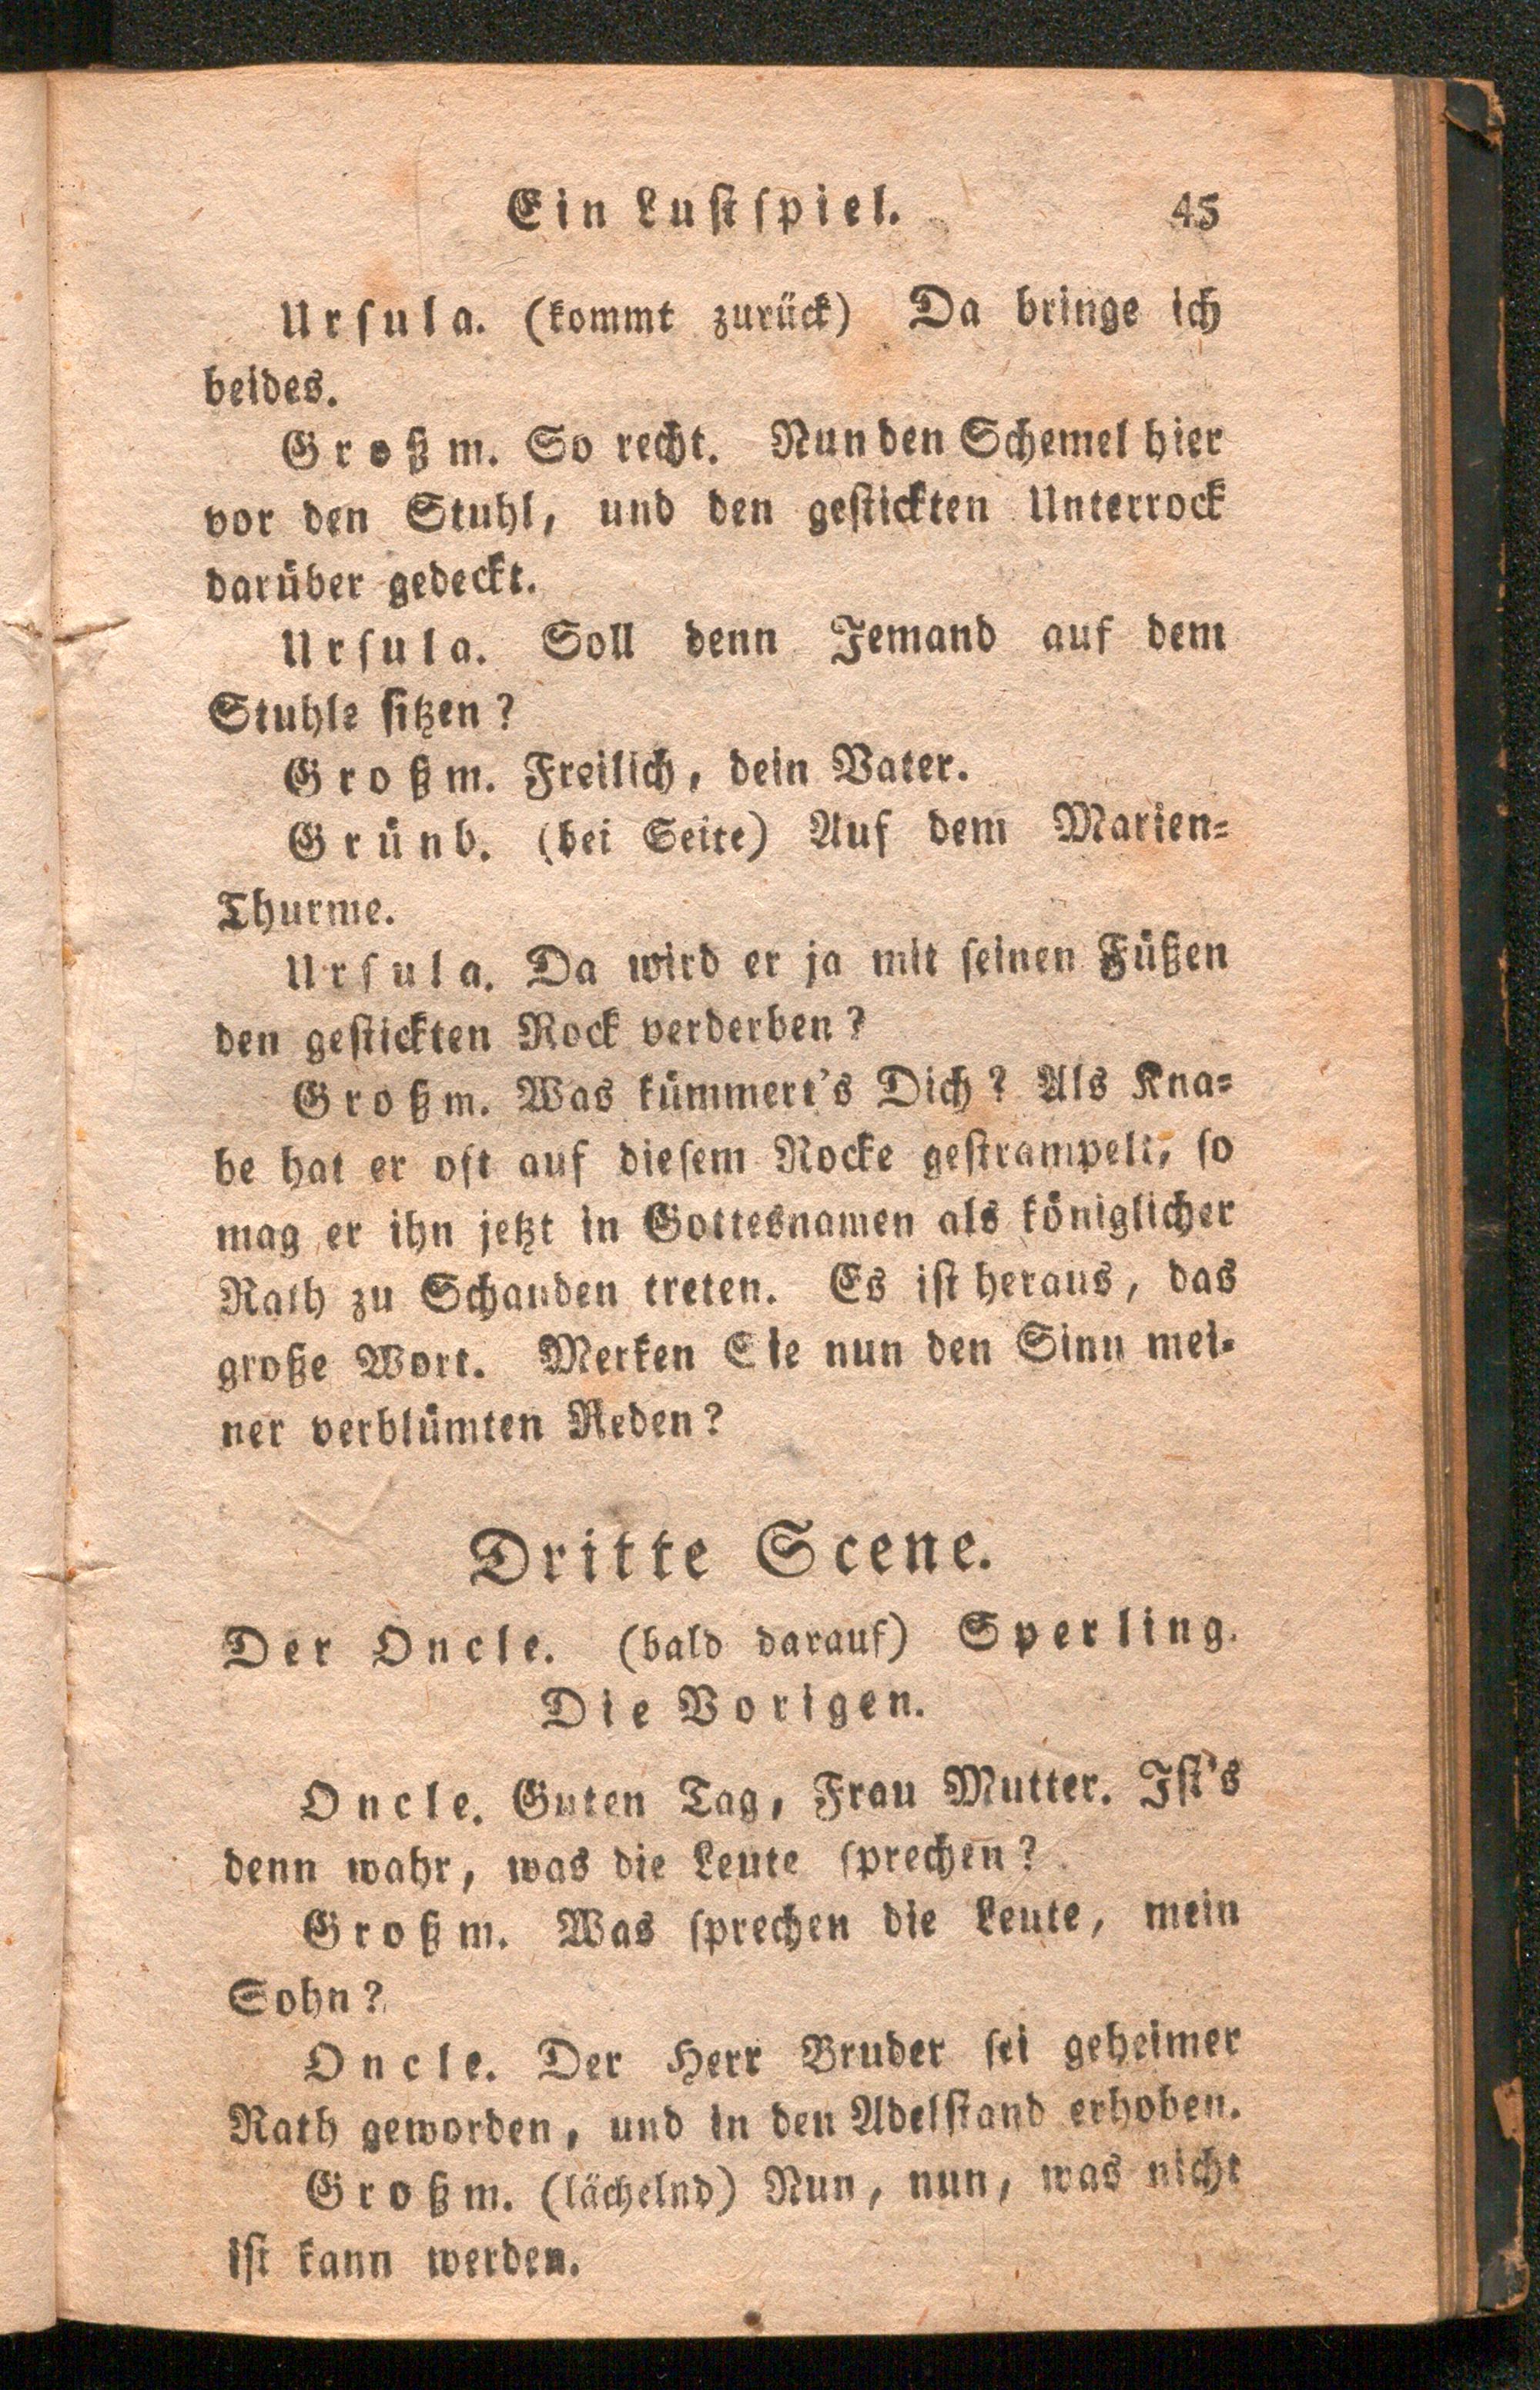 Ein Lustspiel. 45
Ursula. (kommt zurück) Da bringe ich
beides.
Großm. So recht. Nun den Schemel hier
vor den Stuhl, und den gestickten Unterrock
darüber gedeckt.
Ursula. Soll denn Jemand auf dem
Stuhle sitzen?
Großm. Freilich, dein Vater.
Grünb. (bei Seite) Auf dem Marien-
Thurme.
Ursula. Da wird er ja mit seinen Füßen
den gestickten Rock verderben?
Großm. Was kümmert's Dich? Als Kna-
be hat er oft auf diesem Rocke gestrampelt, so
mag er ihn jetzt in Gottesnamen als königlicher
Rath zu Schanden treten. Es ist heraus, das
große Wort. Merken Sie nun den Sinn mei-
ner verblümten Reden?
Dritte Scene.
Der Oncle. (bald darauf) Sperling.
Die Vorigen.
Oncle. Guten Tag, Frau Mutter. Ist's
denn wahr, was die Leute sprechen?
Großm. Was sprechen die Leute, mein
Sohn?
Oncle. Der Herr Bruder sei geheimer
Rath geworden, und in den Adelstand erhoben.
Großm. (lächelnd) Nun, nun, was nicht
ist kann werden.